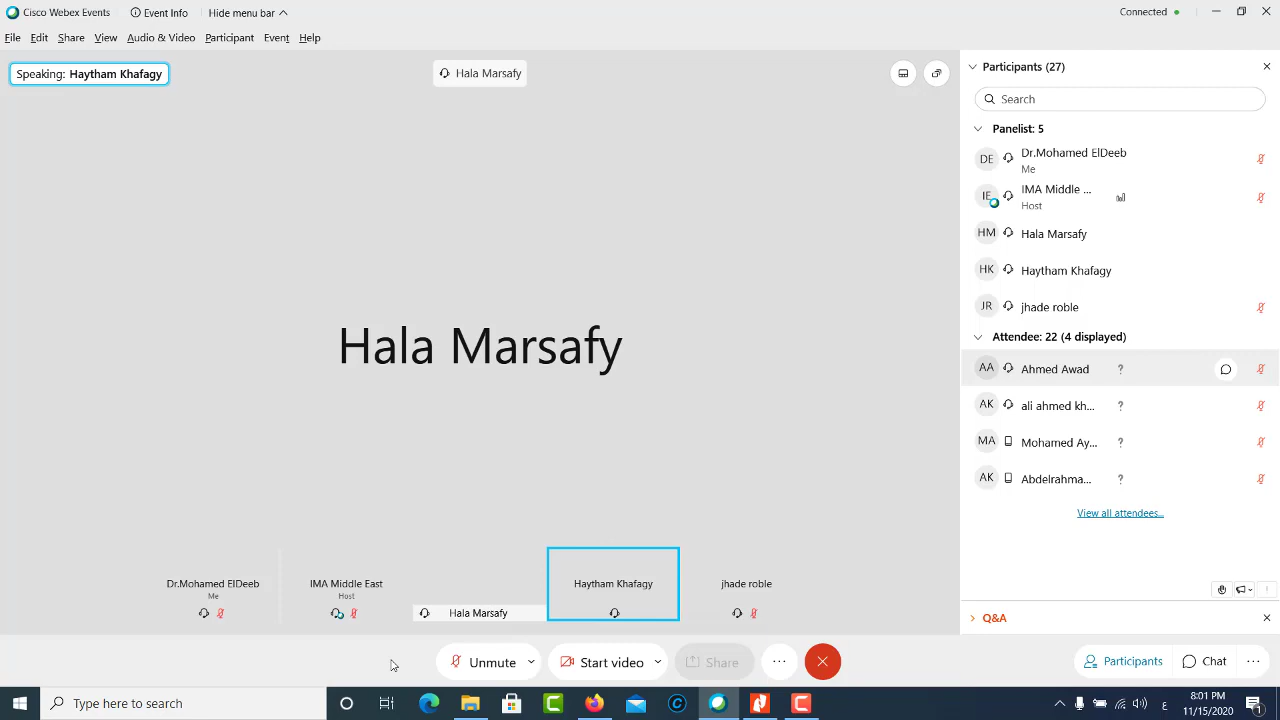 Cisco Webex Events
Event Info
Hide menu bar
Connected
File Edit Share View Audio & Video Participant Event Help
Speaking: Haytham Khafagy
Hala Marsafy
Hala Marsafy
Dr.Mohamed ElDeeb
Me
IMA Middle East
Host
Hala Marsafy
Haytham Khafagy
jhade roble
Participants (27)
Search
Panelist: 5
DE Dr.Mohamed ElDeeb
Me
IE IMA Middle ...
Host
HM Hala Marsafy
HK Haytham Khafagy
JR jhade roble
Attendee: 22 (4 displayed)
AA Ahmed Awad ?
AK ali ahmed kh... ?
MA Mohamed Ay... ?
AK Abdelrahma... ?
View all attendees...
Q&A
Unmute
Start video
Share
Participants
Chat
Type here to search
8:01 PM
11/15/2020